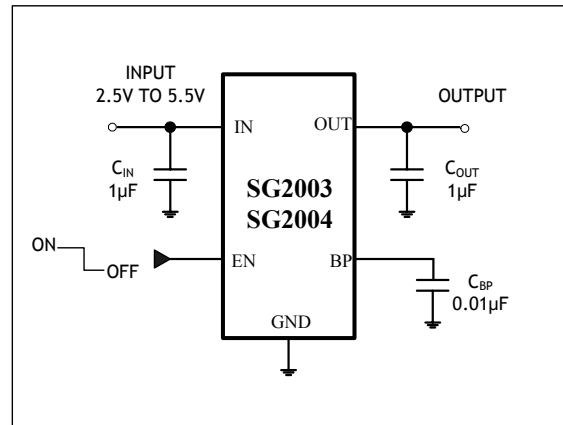 INPUT
2.5V TO 5.5V
OUTPUT
IN
OUT
CIN
1µF
COUT
1µF
SG2003
SG2004
ON
OFF
EN
BP
CBP
0.01µF
GND